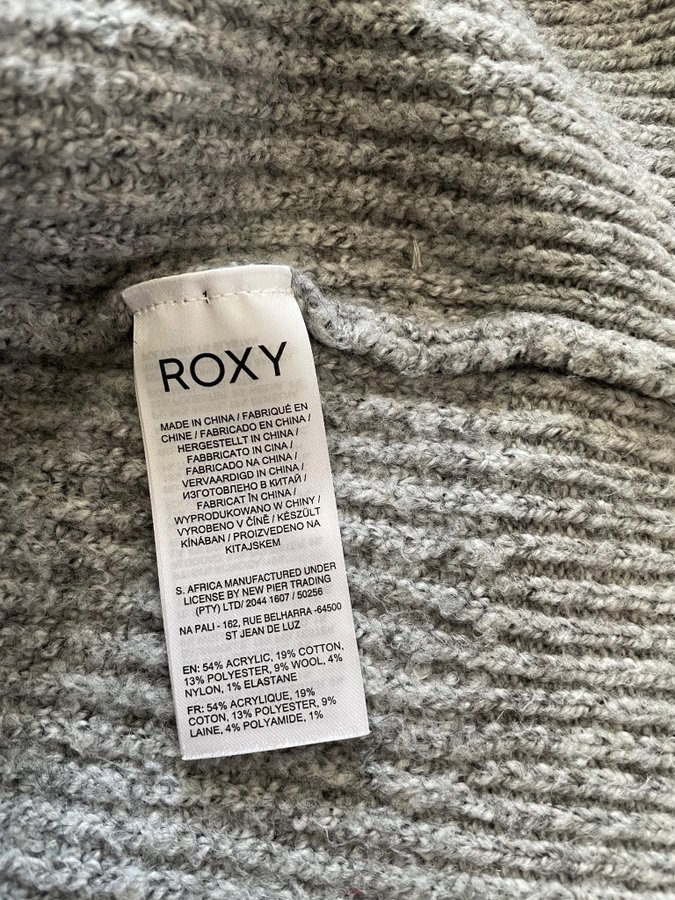 ROXY
MADE IN CHINA / FABRIQUÉ EN
CHINE / FABRICADO EN CHINA /
HERGESTELLT IN CHINA /
FABBRICATO IN CINA /
FABRICADO NA CHINA /
VERVAARDIGD IN CHINA /
ИЗГОТОВЛЕНО В КИТАЙ /
FABRICAT ÎN CHINA /
WYPRODUKOWANO W CHINY /
VYROBENO V ČÍNĚ / KÉSZÜLT
KÍNÁBAN / PROIZVEDENO NA
KITAJSKEM
S. AFRICA MANUFACTURED UNDER
LICENSE BY NEW PIER TRADING
(PTY) LTD/ 2044 1607 / 50256
NA PALI - 162, RUE BELHARRA -64500
ST JEAN DE LUZ
EN: 54% ACRYLIC, 19% COTTON,
13% POLYESTER, 9% WOOL, 4%
NYLON, 1% ELASTANE
FR: 54% ACRYLIQUE, 19%
COTON, 13% POLYESTER, 9%
LAINE, 4% POLYAMIDE, 1%